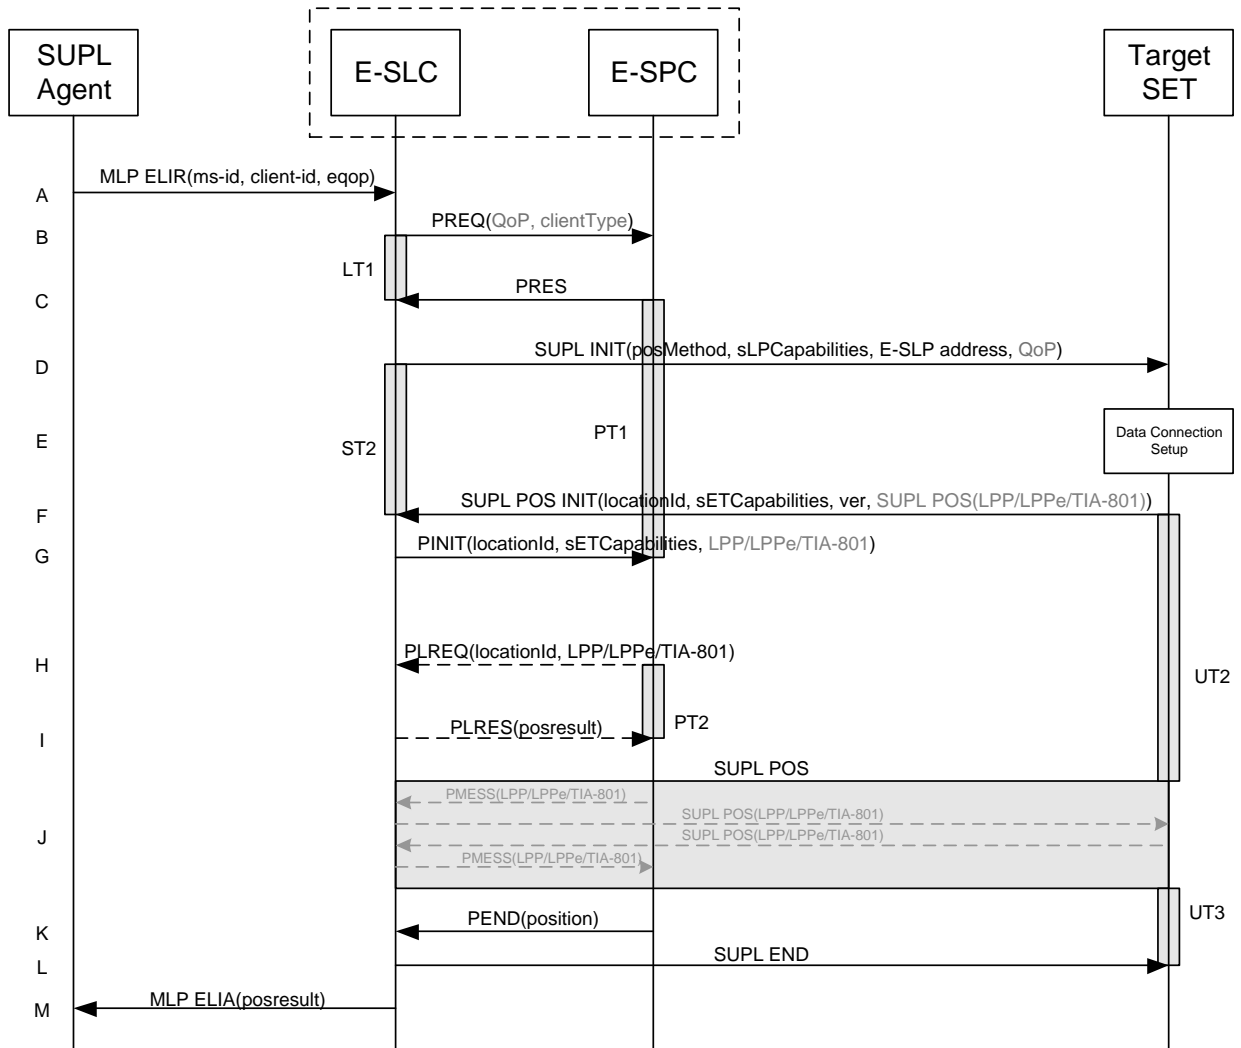 SUPL
Agent
E-SLC
E-SPC
Target
SET
A
MLP ELIR(ms-id, client-id, eqop)
B
PREQ(QoP, clientType)
LT1
C
PRES
D
SUPL INIT(posMethod, sLPCapabilities, E-SLP address, QoP)
E
ST2
PT1
Data Connection
Setup
F
SUPL POS INIT(locationId, sETCapabilities, ver, SUPL POS(LPP/LPPe/TIA-801))
G
PINIT(locationId, sETCapabilities, LPP/LPPe/TIA-801)
H
PLREQ(locationId, LPP/LPPe/TIA-801)
UT2
I
PLRES(posresult)
PT2
SUPL POS
J
PMESS(LPP/LPPe/TIA-801)
SUPL POS(LPP/LPPe/TIA-801)
SUPL POS(LPP/LPPe/TIA-801)
PMESS(LPP/LPPe/TIA-801)
UT3
K
PEND(position)
L
SUPL END
M
MLP ELIA(posresult)